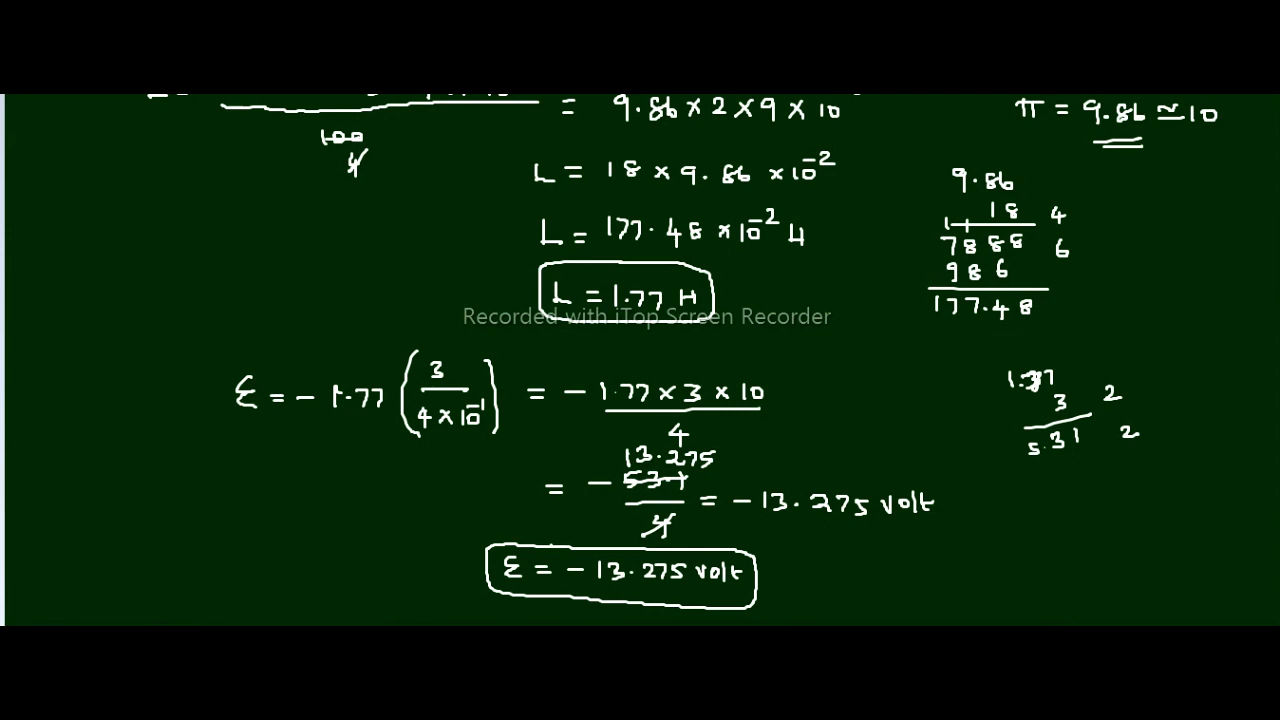 = 9.86 × 2 × 9 × 10
π = 9.86 ≃ 10
100
4
L = 18 × 9.86 × 10⁻²
L = 177.48 × 10⁻² H
L = 1.77 H
9.86
18 4
7888 6
986
177.48
Recorded with iTop Screen Recorder
ε = − 1.77 (3 / 4 × 10⁻¹) = − 1.77 × 3 × 10 / 4
3 2
5.31 2
13.275
= − 53.1 / 4 = − 13.275 volt
ε = − 13.275 volt